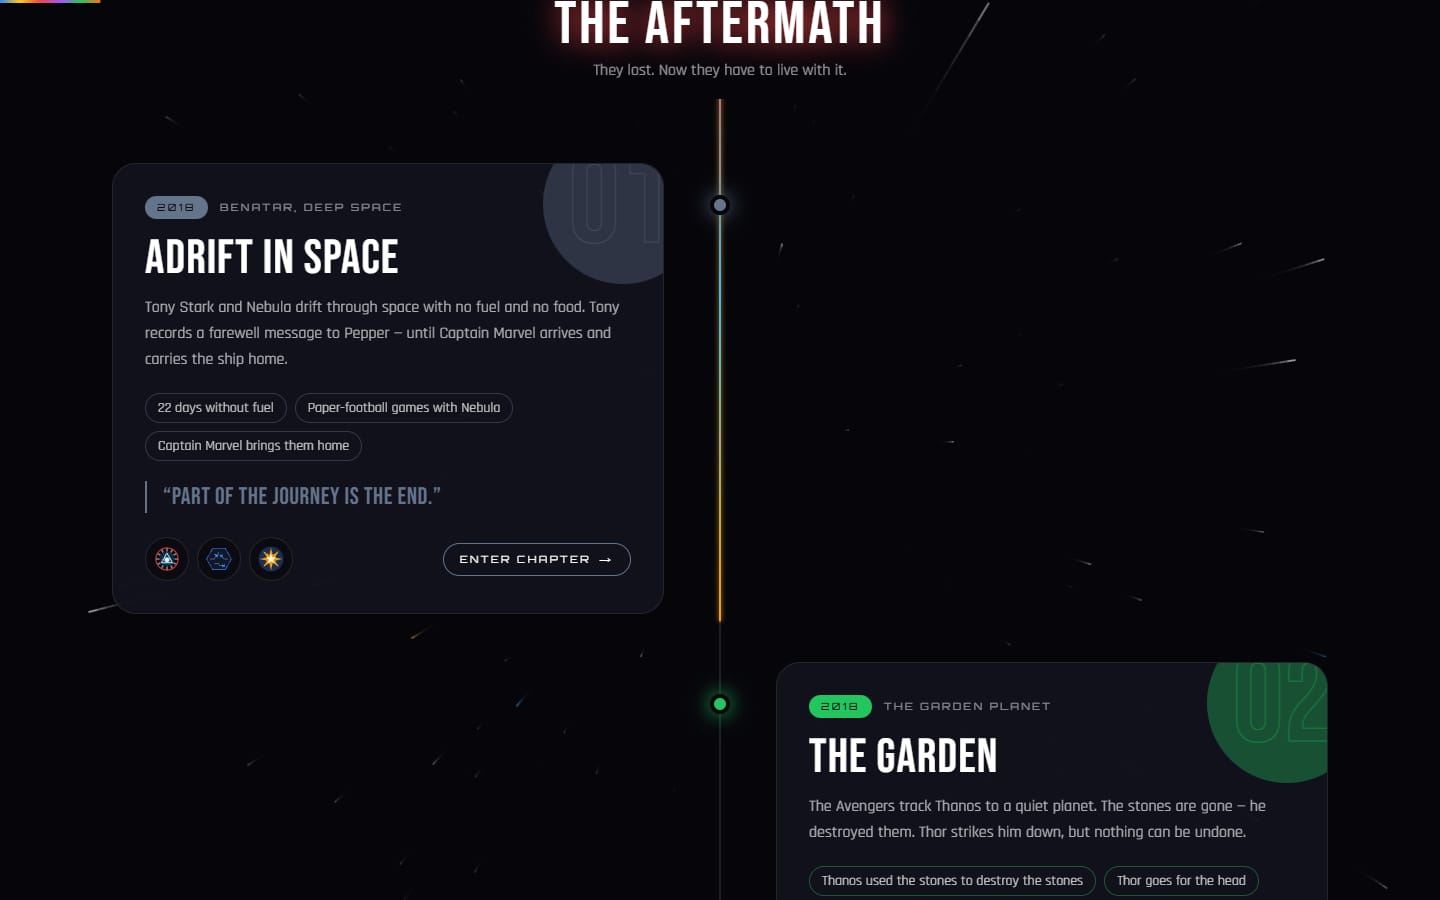 THE AFTERMATH
They lost. Now they have to live with it.
01
2018 BENATAR, DEEP SPACE
ADRIFT IN SPACE
Tony Stark and Nebula drift through space with no fuel and no food. Tony
records a farewell message to Pepper – until Captain Marvel arrives and
carries the ship home.
22 days without fuel
Paper-football games with Nebula
Captain Marvel brings them home
“PART OF THE JOURNEY IS THE END.”
ENTER CHAPTER →
02
2018 THE GARDEN PLANET
THE GARDEN
The Avengers track Thanos to a quiet planet. The stones are gone – he
destroyed them. Thor strikes him down, but nothing can be undone.
Thanos used the stones to destroy the stones
Thor goes for the head